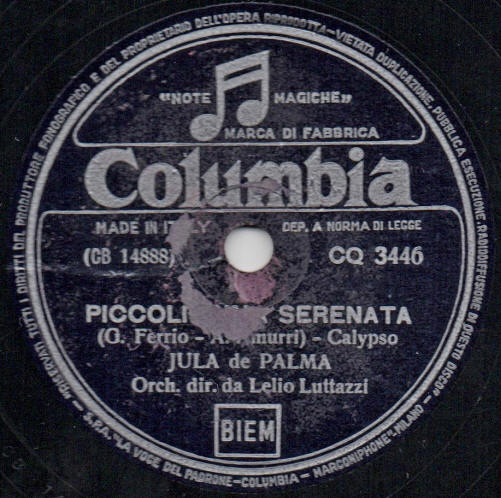 RISERVATI TUTTI I DIRITTI DEL PRODUTTORE FONOGRAFICO E DEL PROPRIETARIO DELL'OPERA RIPRODOTTA - VIETATA DUPLICAZIONE, PUBBLICA ESECUZIONE, RADIODIFFUSIONE DI QUESTO DISCO
"NOTE MAGICHE"
MARCA DI FABBRICA
Columbia
MADE IN ITALY DEP. A NORMA DI LEGGE
(CB 14888) CQ 3446
SERENATA
(G. Ferrio - A. Amurri) - Calypso
JULA de PALMA
Orch. dir. da Lelio Luttazzi
BIEM
S.P.A. "LA VOCE DEL PADRONE-COLUMBIA-MARCONIPHONE"-MILANO